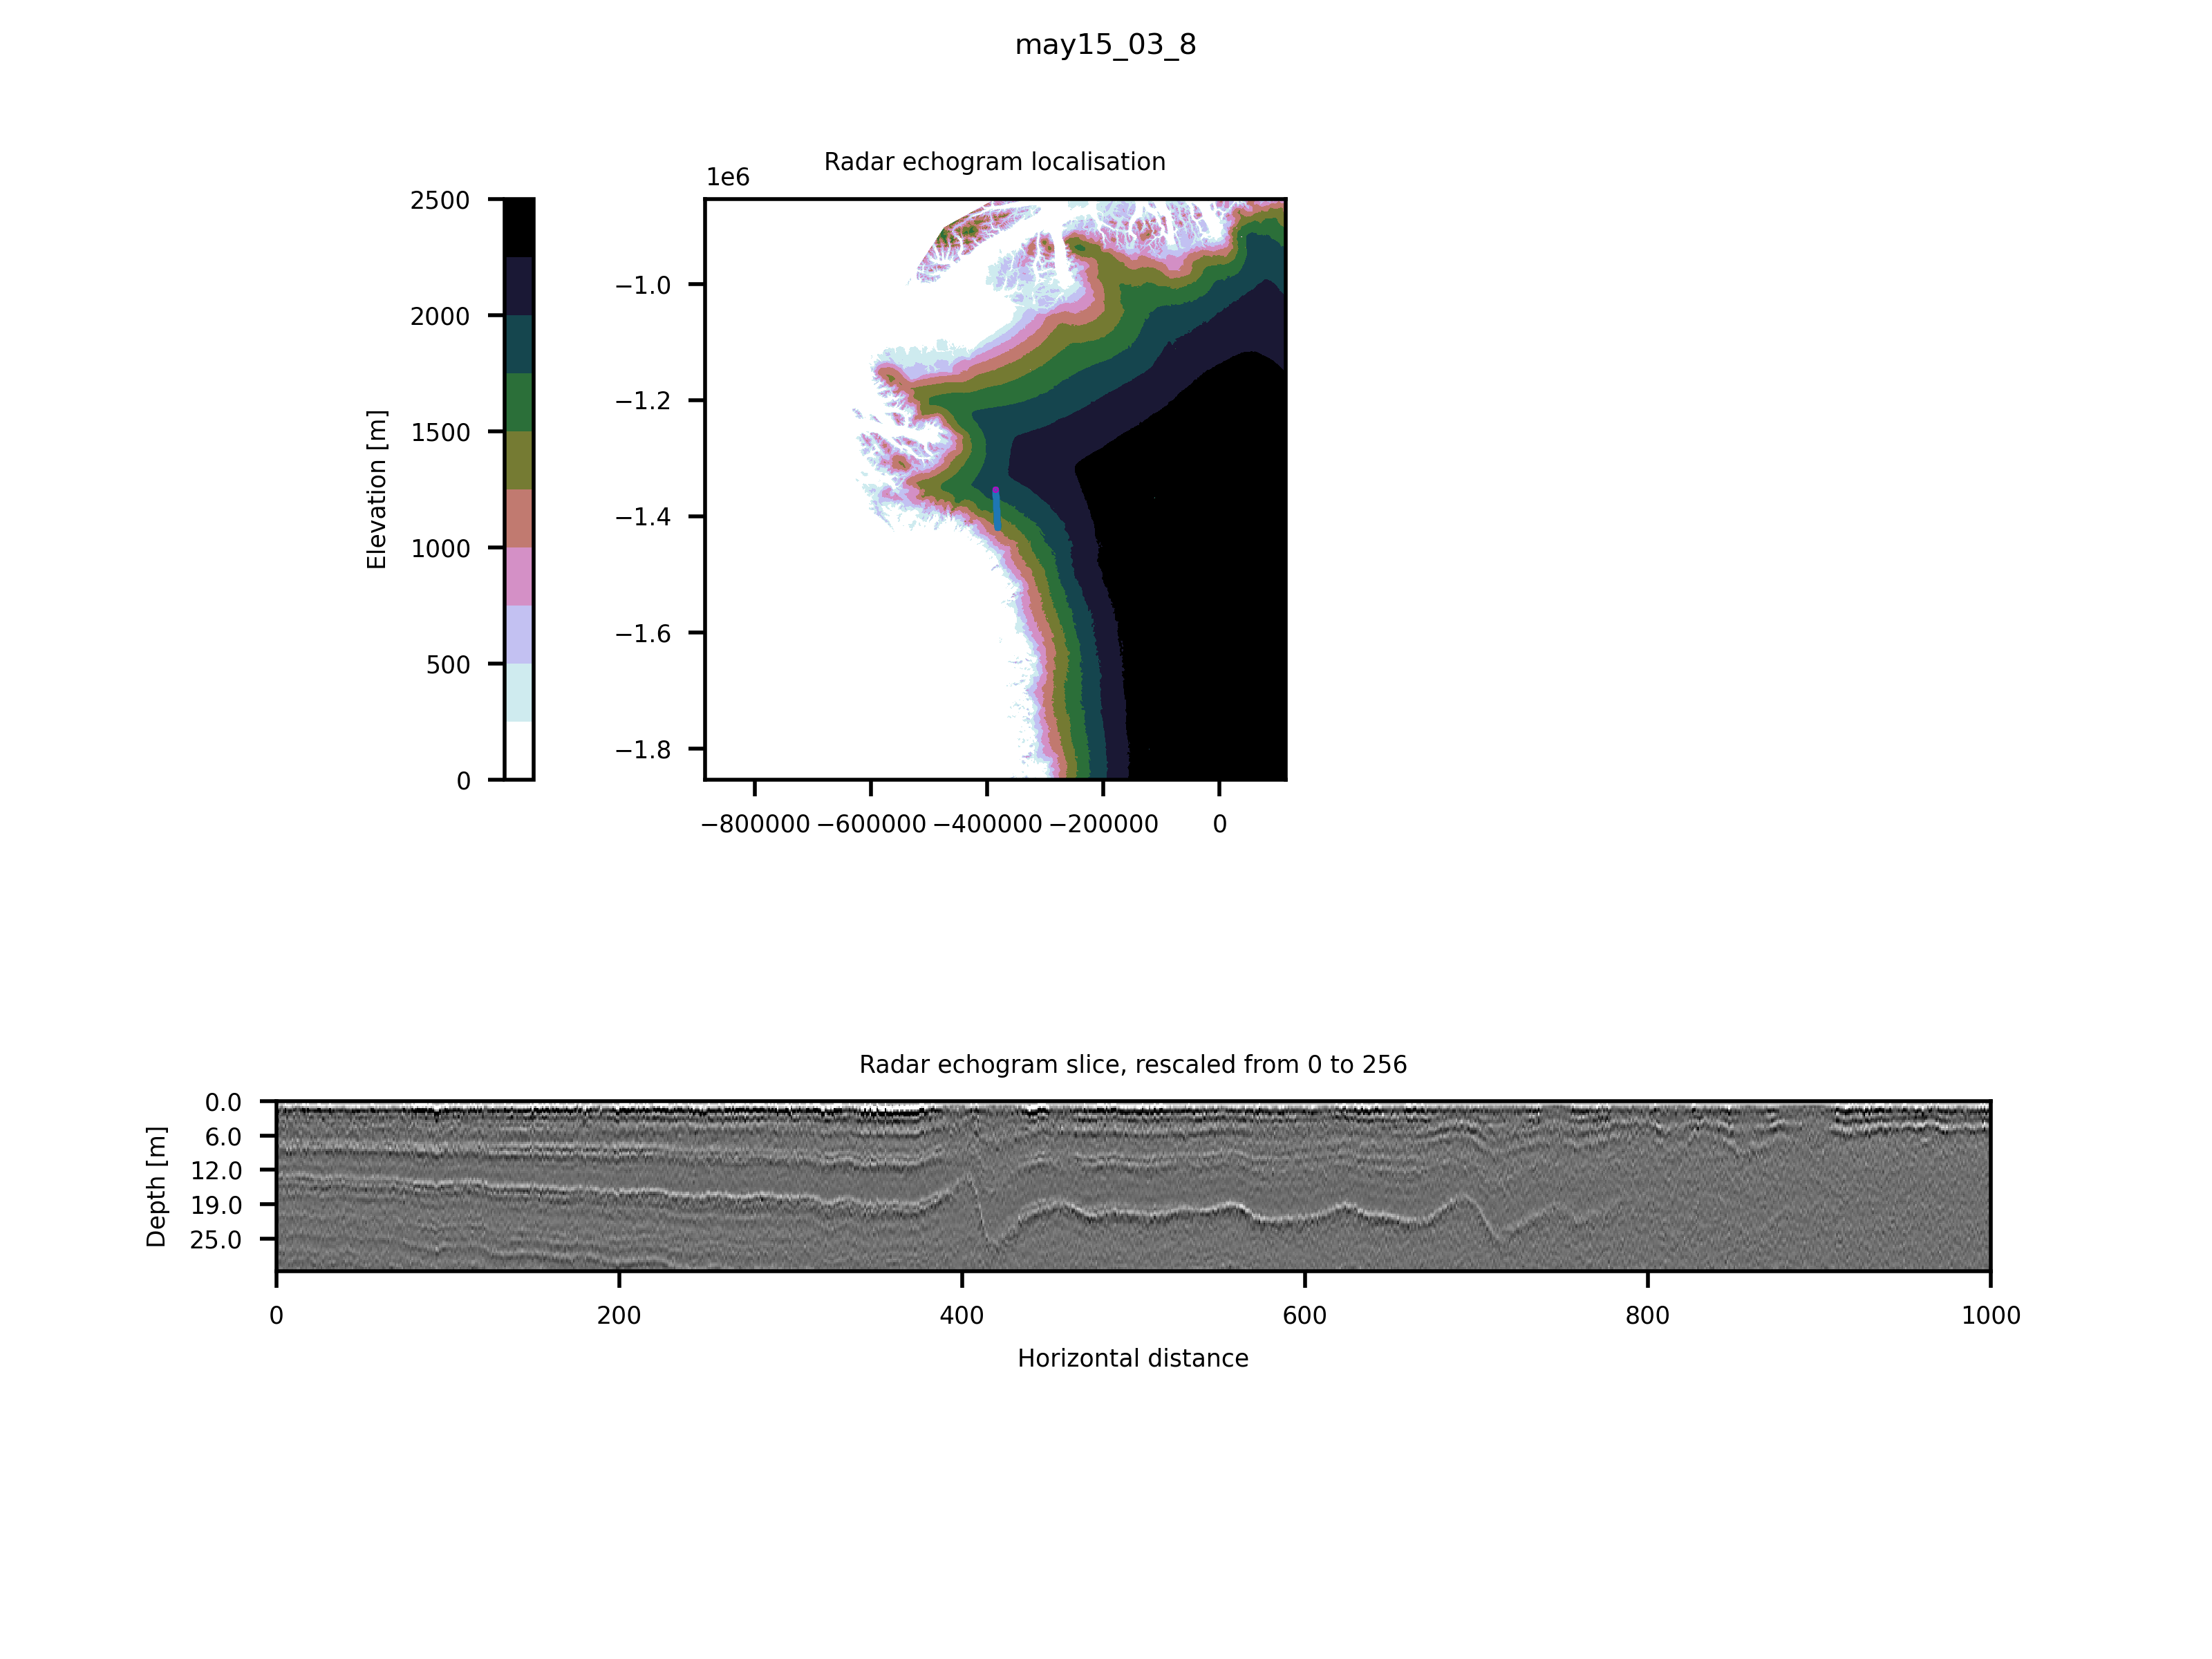 may15_03_8
Radar echogram localisation
1e6
2500
2000
1500
1000
500
0
Elevation [m]
−1.0
−1.2
−1.4
−1.6
−1.8
−800000 −600000 −400000 −200000 0
Radar echogram slice, rescaled from 0 to 256
0.0
6.0
12.0
19.0
25.0
Depth [m]
0 200 400 600 800 1000
Horizontal distance